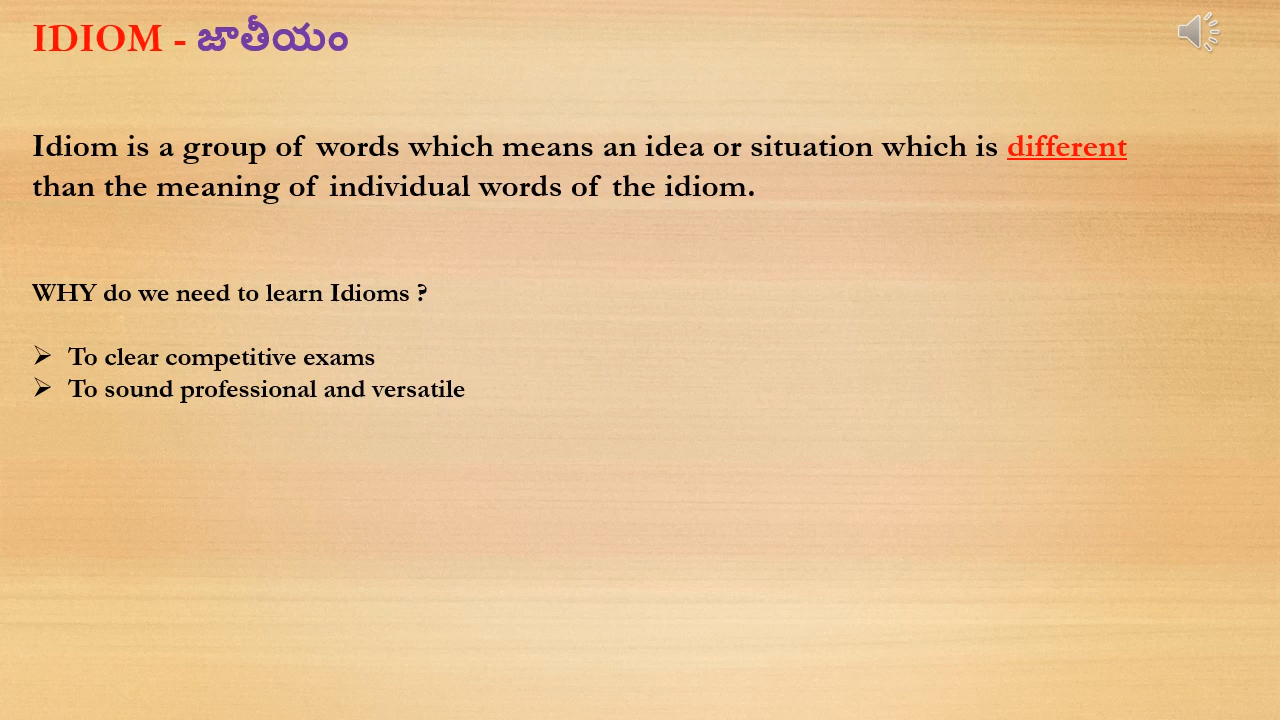 IDIOM - జాతీయం
Idiom is a group of words which means an idea or situation which is different
than the meaning of individual words of the idiom.
WHY do we need to learn Idioms ?
➢ To clear competitive exams
➢ To sound professional and versatile